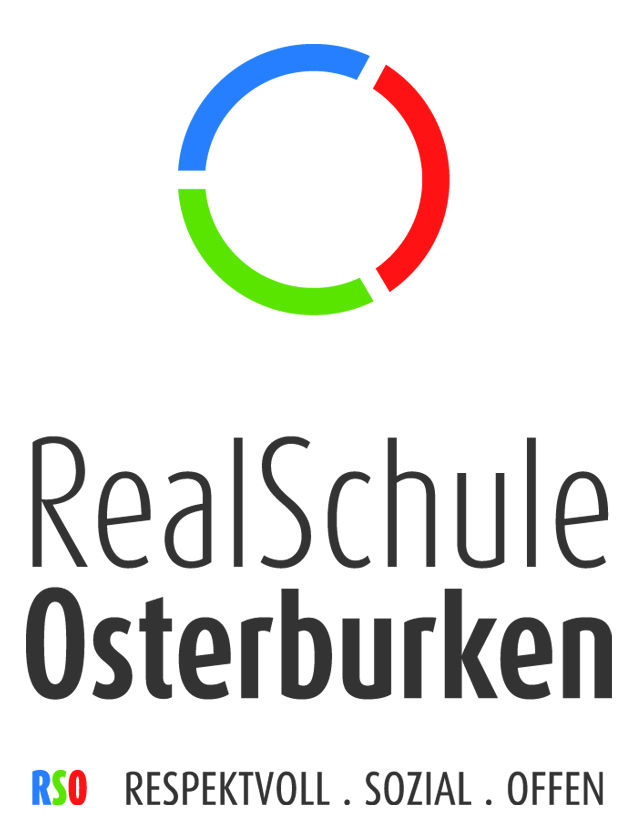 RealSchule
Osterburken
RSO RESPEKTVOLL . SOZIAL . OFFEN